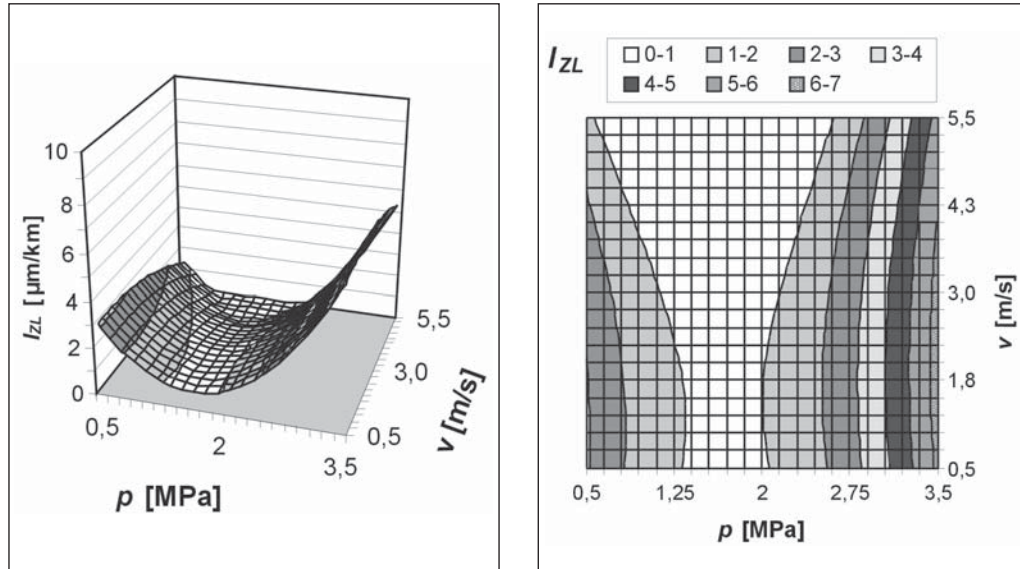 10
8
6
4
2
0
I_ZL [µm/km]
0,5
2
3,5
p [MPa]
0,5
3,0
5,5
v [m/s]
I_ZL
0-1 1-2 2-3 3-4
4-5 5-6 6-7
5,5
4,3
3,0
1,8
0,5
v [m/s]
0,5 1,25 2 2,75 3,5
p [MPa]